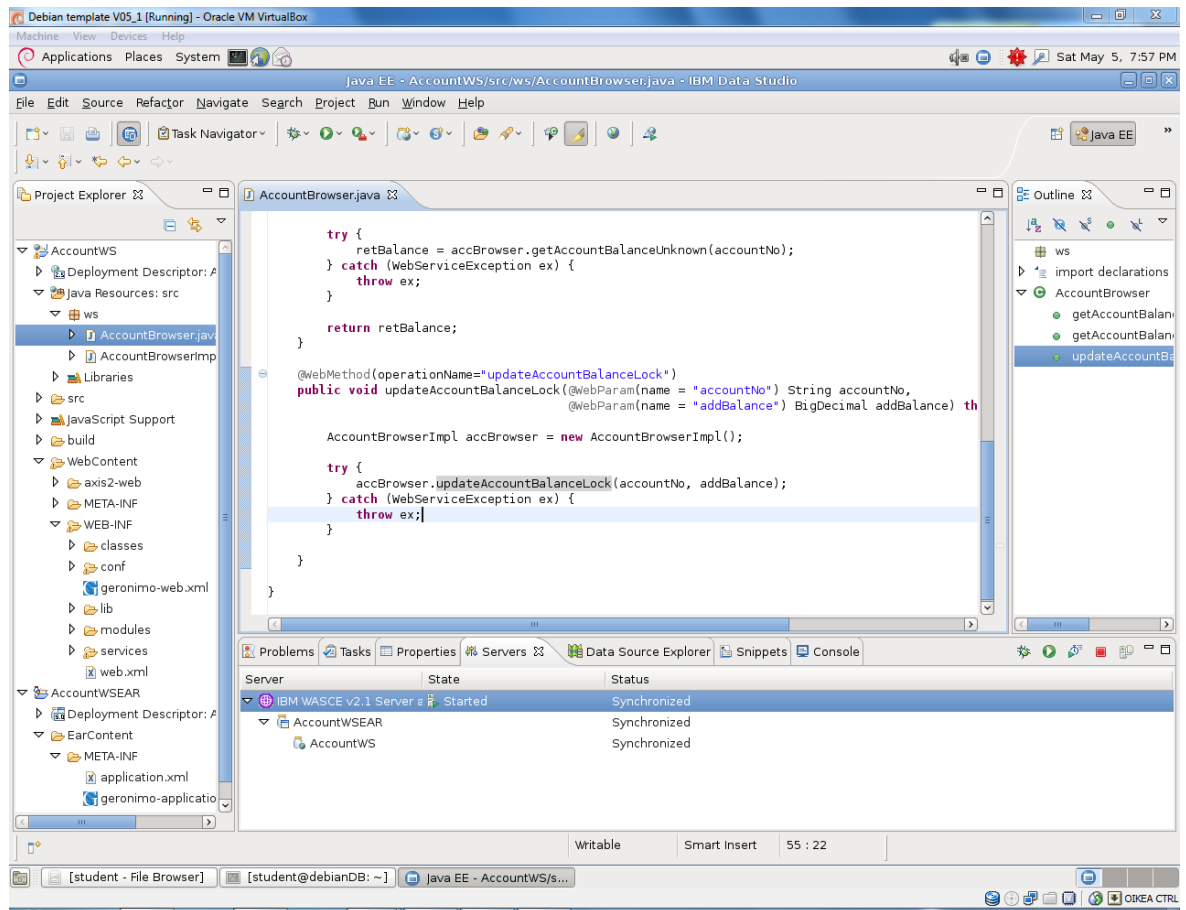 Debian template V05_1 [Running] - Oracle VM VirtualBox
Machine View Devices Help
Applications Places System Sat May 5, 7:57 PM
Java EE - AccountWS/src/ws/AccountBrowser.java - IBM Data Studio
File Edit Source Refactor Navigate Search Project Run Window Help
Task Navigator Java EE »
Project Explorer
AccountWS
Deployment Descriptor: A
Java Resources: src
ws
AccountBrowser.jav
AccountBrowserImp
Libraries
src
JavaScript Support
build
WebContent
axis2-web
META-INF
WEB-INF
classes
conf
geronimo-web.xml
lib
modules
services
web.xml
AccountWSEAR
Deployment Descriptor: A
EarContent
META-INF
application.xml
geronimo-applicatio
AccountBrowser.java
try {
retBalance = accBrowser.getAccountBalanceUnknown(accountNo);
} catch (WebServiceException ex) {
throw ex;
}
return retBalance;
}
@WebMethod(operationName="updateAccountBalanceLock")
public void updateAccountBalanceLock(@WebParam(name = "accountNo") String accountNo,
@WebParam(name = "addBalance") BigDecimal addBalance) th
AccountBrowserImpl accBrowser = new AccountBrowserImpl();
try {
accBrowser.updateAccountBalanceLock(accountNo, addBalance);
} catch (WebServiceException ex) {
throw ex;
}
}
}
Outline
ws
import declarations
AccountBrowser
getAccountBalan
getAccountBalan
updateAccountBa
Problems Tasks Properties Servers Data Source Explorer Snippets Console
Server State Status
IBM WASCE v2.1 Server a Started Synchronized
AccountWSEAR Synchronized
AccountWS Synchronized
Writable Smart Insert 55 : 22
[student - File Browser] [student@debianDB: ~] Java EE - AccountWS/s...
OIKEA CTRL